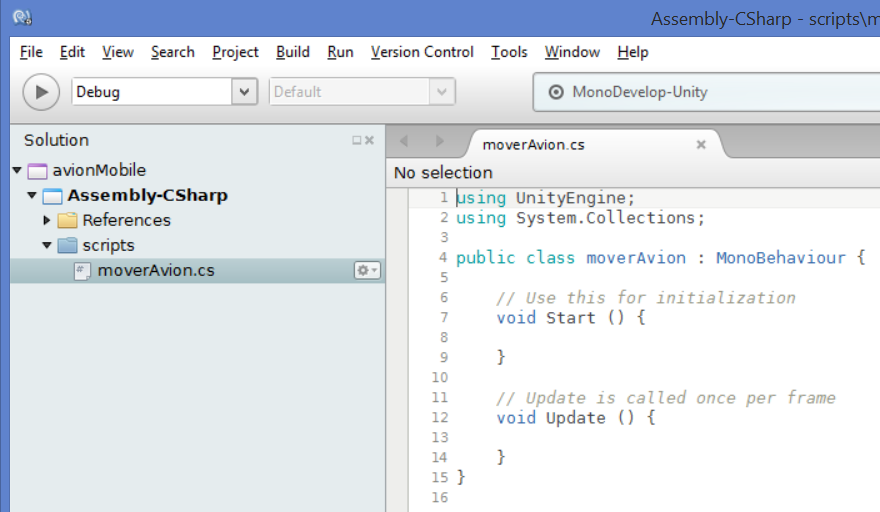 Assembly-CSharp - scripts\m
File Edit View Search Project Build Run Version Control Tools Window Help
Debug
Default
MonoDevelop-Unity
Solution
avionMobile
Assembly-CSharp
References
scripts
moverAvion.cs
moverAvion.cs
No selection
1 using UnityEngine;
2 using System.Collections;
3
4 public class moverAvion : MonoBehaviour {
5
6     // Use this for initialization
7     void Start () {
8
9     }
10
11     // Update is called once per frame
12     void Update () {
13
14     }
15 }
16